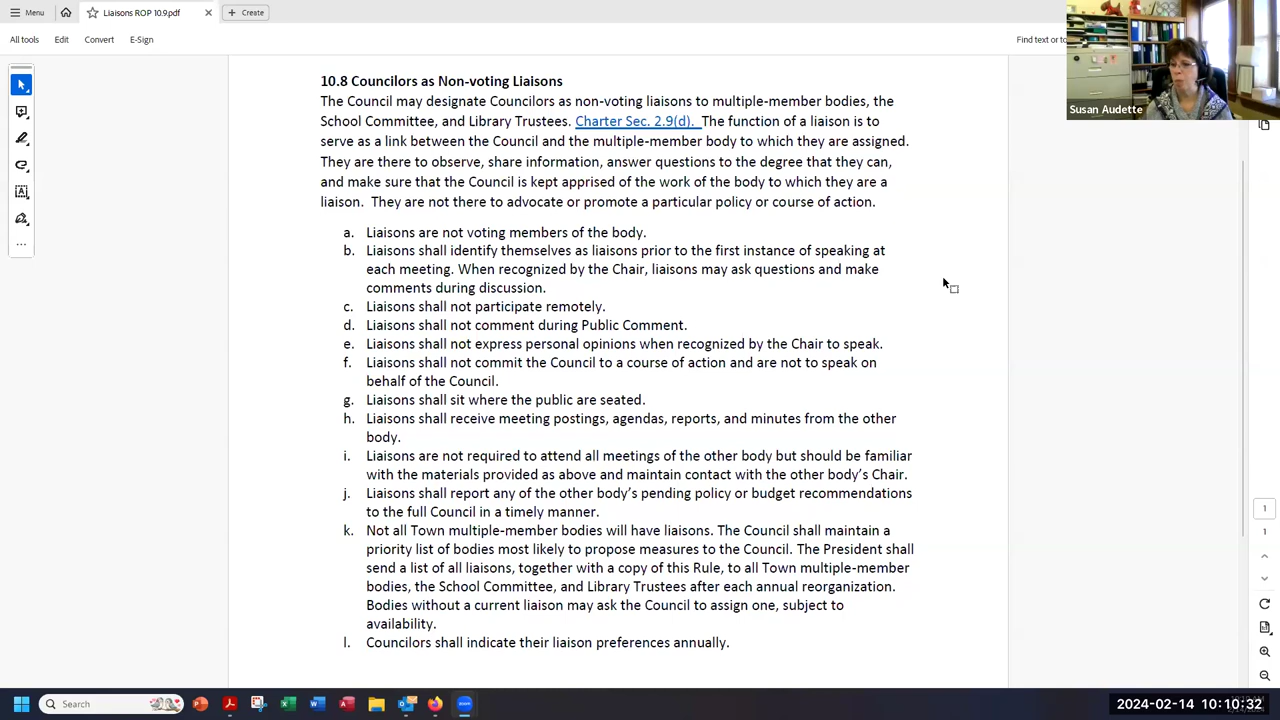 Menu
Liaisons ROP 10.9.pdf
Create
All tools
Edit
Convert
E-Sign
Find text or to
Susan Audette
10.8 Councilors as Non-voting Liaisons
The Council may designate Councilors as non-voting liaisons to multiple-member bodies, the
School Committee, and Library Trustees. Charter Sec. 2.9(d). The function of a liaison is to
serve as a link between the Council and the multiple-member body to which they are assigned.
They are there to observe, share information, answer questions to the degree that they can,
and make sure that the Council is kept apprised of the work of the body to which they are a
liaison. They are not there to advocate or promote a particular policy or course of action.
a. Liaisons are not voting members of the body.
b. Liaisons shall identify themselves as liaisons prior to the first instance of speaking at
each meeting. When recognized by the Chair, liaisons may ask questions and make
comments during discussion.
c. Liaisons shall not participate remotely.
d. Liaisons shall not comment during Public Comment.
e. Liaisons shall not express personal opinions when recognized by the Chair to speak.
f. Liaisons shall not commit the Council to a course of action and are not to speak on
behalf of the Council.
g. Liaisons shall sit where the public are seated.
h. Liaisons shall receive meeting postings, agendas, reports, and minutes from the other
body.
i. Liaisons are not required to attend all meetings of the other body but should be familiar
with the materials provided as above and maintain contact with the other body's Chair.
j. Liaisons shall report any of the other body's pending policy or budget recommendations
to the full Council in a timely manner.
k. Not all Town multiple-member bodies will have liaisons. The Council shall maintain a
priority list of bodies most likely to propose measures to the Council. The President shall
send a list of all liaisons, together with a copy of this Rule, to all Town multiple-member
bodies, the School Committee, and Library Trustees after each annual reorganization.
Bodies without a current liaison may ask the Council to assign one, subject to
availability.
l. Councilors shall indicate their liaison preferences annually.
1
1
Search
2024-02-14 10:10:32